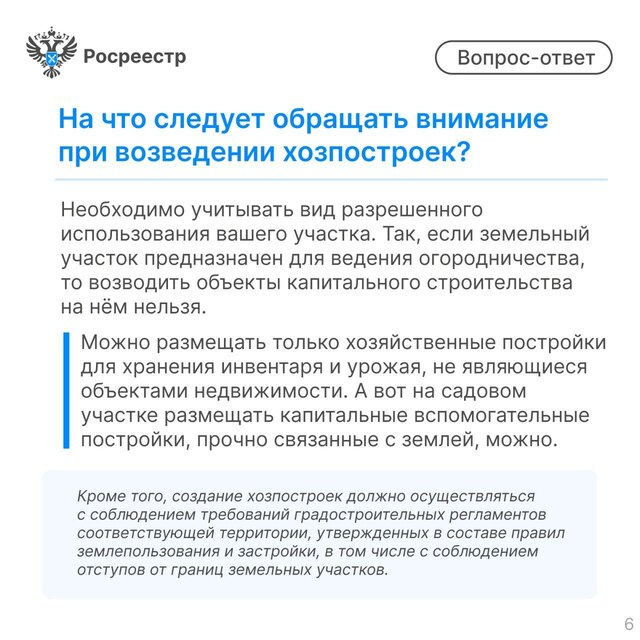 Росреестр
Вопрос-ответ
На что следует обращать внимание
при возведении хозпостроек?
Необходимо учитывать вид разрешенного
использования вашего участка. Так, если земельный
участок предназначен для ведения огородничества,
то возводить объекты капитального строительства
на нём нельзя.
Можно размещать только хозяйственные постройки
для хранения инвентаря и урожая, не являющиеся
объектами недвижимости. А вот на садовом
участке размещать капитальные вспомогательные
постройки, прочно связанные с землей, можно.
Кроме того, создание хозпостроек должно осуществляться
с соблюдением требований градостроительных регламентов
соответствующей территории, утвержденных в составе правил
землепользования и застройки, в том числе с соблюдением
отступов от границ земельных участков.
6